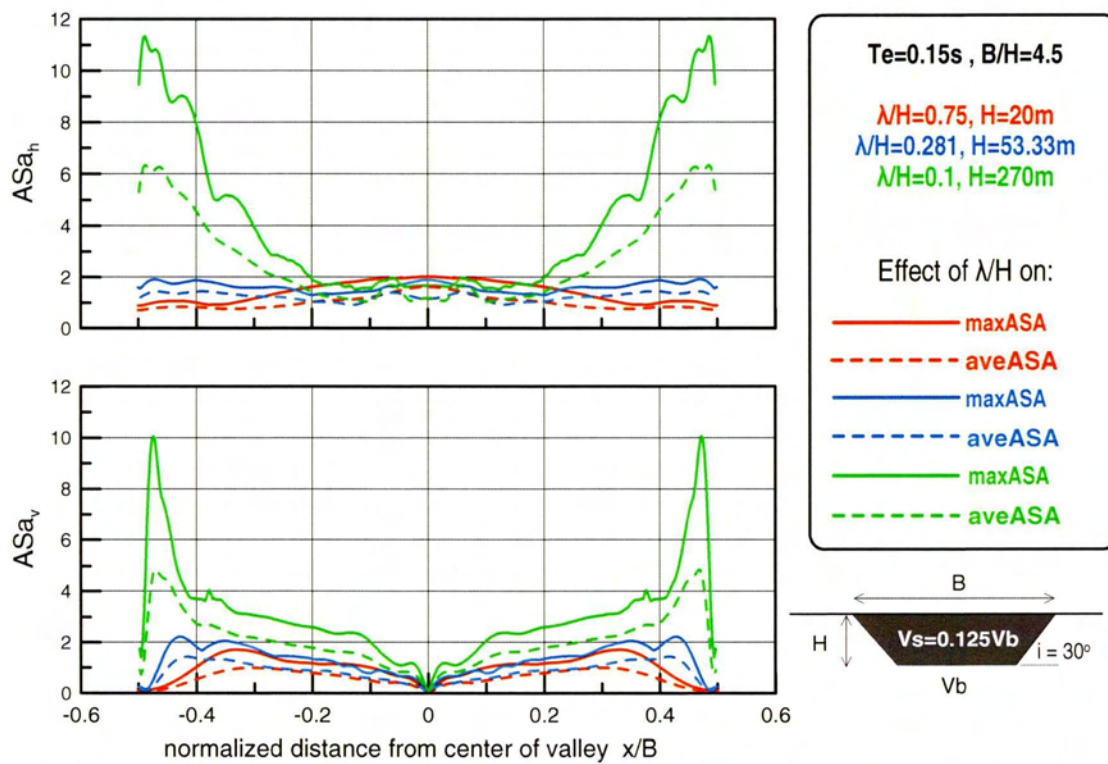 12
10
8
6
4
2
0
ASa_h
12
10
8
6
4
2
0
ASa_v
-0.6
-0.4
-0.2
0
0.2
0.4
0.6
normalized distance from center of valley x/B
Te=0.15s , B/H=4.5
λ/H=0.75, H=20m
λ/H=0.281, H=53.33m
λ/H=0.1, H=270m
Effect of λ/H on:
maxASA
aveASA
maxASA
aveASA
maxASA
aveASA
B
H
Vs=0.125Vb
i = 30º
Vb